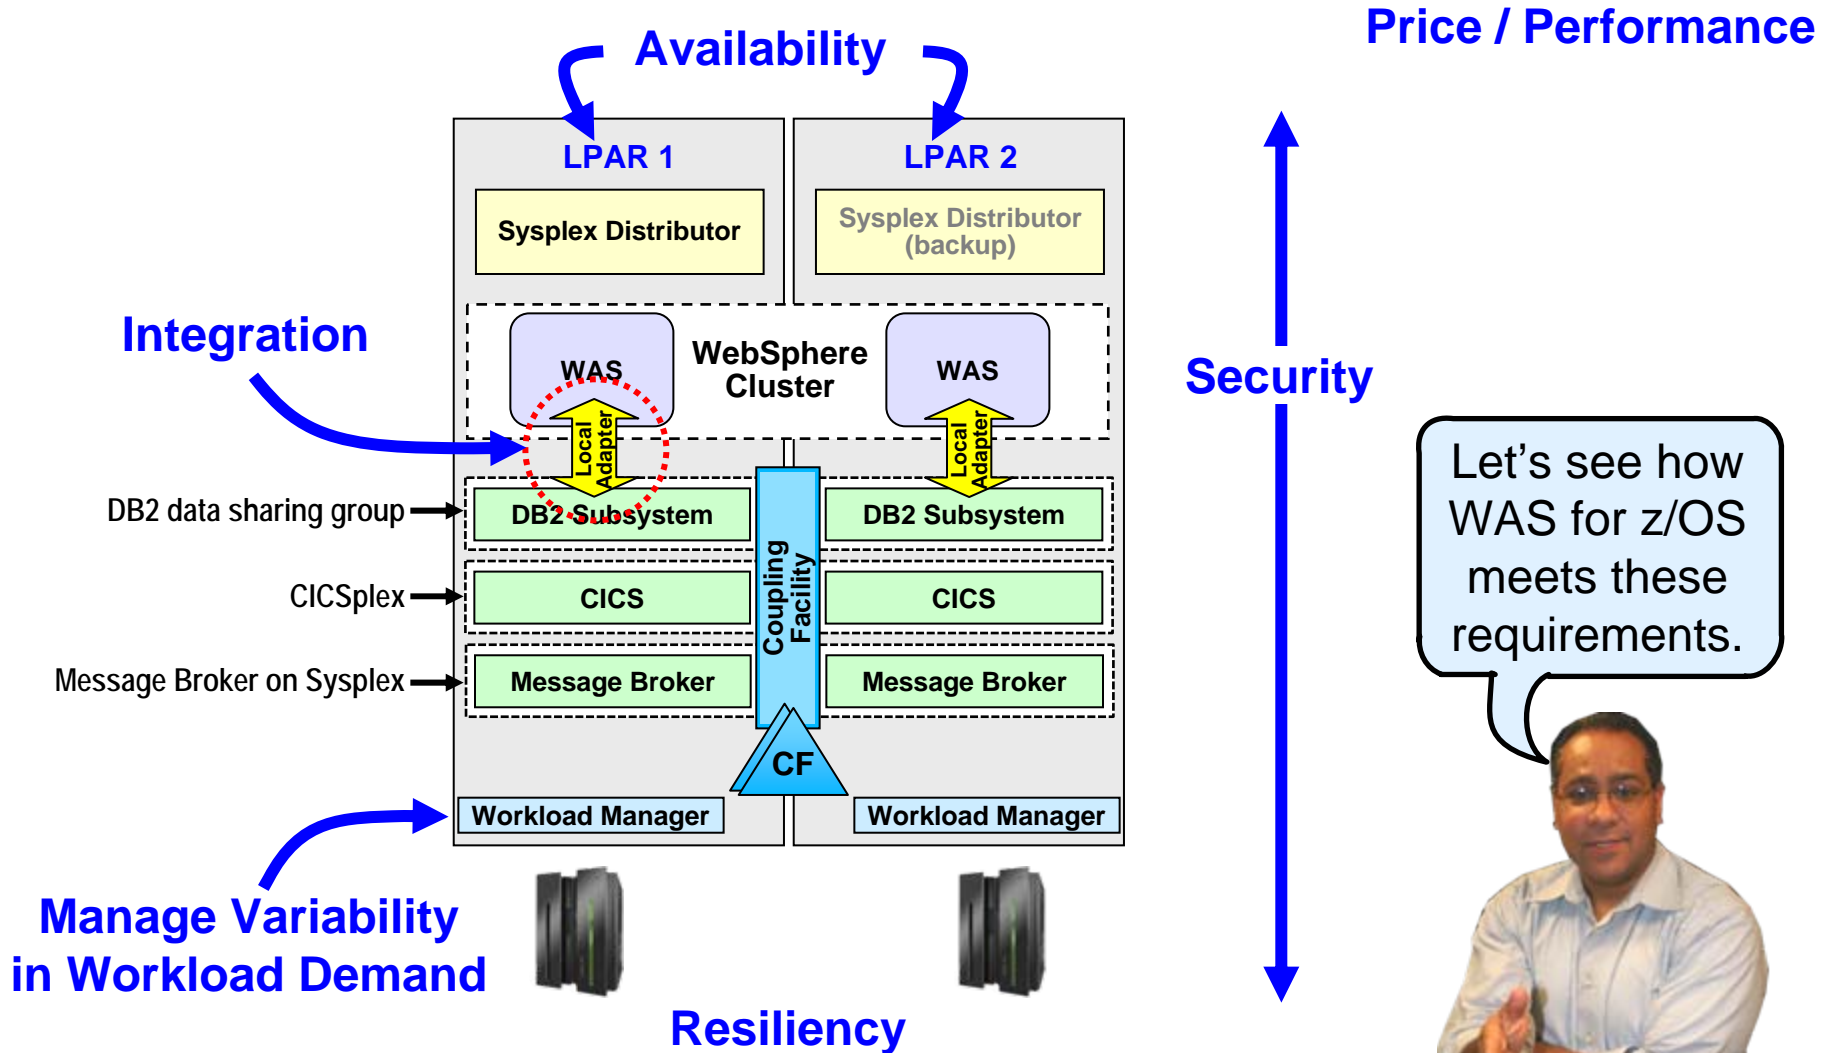 Price / Performance
Availability
LPAR 1
LPAR 2
Sysplex Distributor
Sysplex Distributor
(backup)
Integration
WAS
WebSphere
Cluster
WAS
Security
Local
Adapter
Local
Adapter
Let's see how
WAS for z/OS
meets these
requirements.
DB2 data sharing group
DB2 Subsystem
DB2 Subsystem
Coupling
Facility
CICSplex
CICS
CICS
Message Broker on Sysplex
Message Broker
Message Broker
CF
Workload Manager
Workload Manager
Manage Variability
in Workload Demand
Resiliency